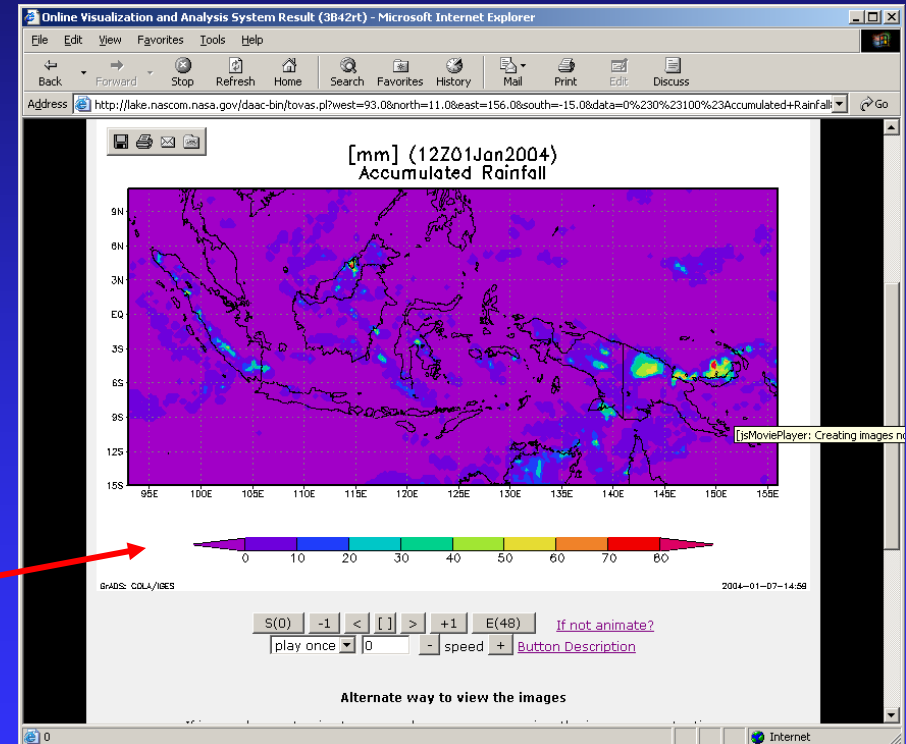 Online Visualization and Analysis System Result (3B42rt) - Microsoft Internet Explorer
File Edit View Favorites Tools Help
Back Forward Stop Refresh Home Search Favorites History Mail Print Edit Discuss
Address http://lake.nascom.nasa.gov/daac-bin/tovas.pl?west=93.0&north=11.0&east=156.0&south=-15.0&data=0%230%23100%23Accumulated+Rainfall Go
[mm] (12Z01Jan2004)
Accumulated Rainfall
9N
6N
3N
EQ
3S
6S
9S
12S
15S
[jsMoviePlayer: Creating images no
95E 100E 105E 110E 115E 120E 125E 130E 135E 140E 145E 150E 155E
0 10 20 30 40 50 60 70 80
GrADS: COLA/IGES 2004-01-07-14:59
S(0) -1 < [ ] > +1 E(48) If not animate?
play once 0 - speed + Button Description
Alternate way to view the images
0 Internet